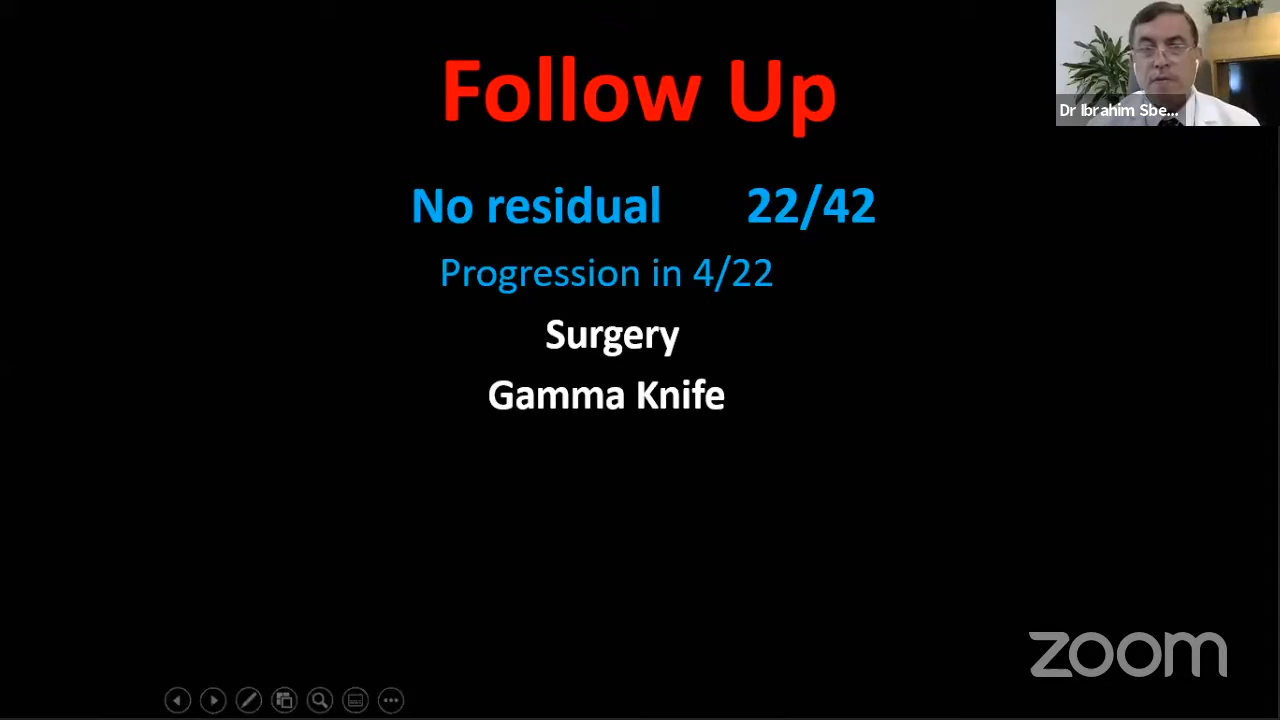 Follow Up
Dr Ibrahim Sbe...
No residual 22/42
Progression in 4/22
Surgery
Gamma Knife
zoom